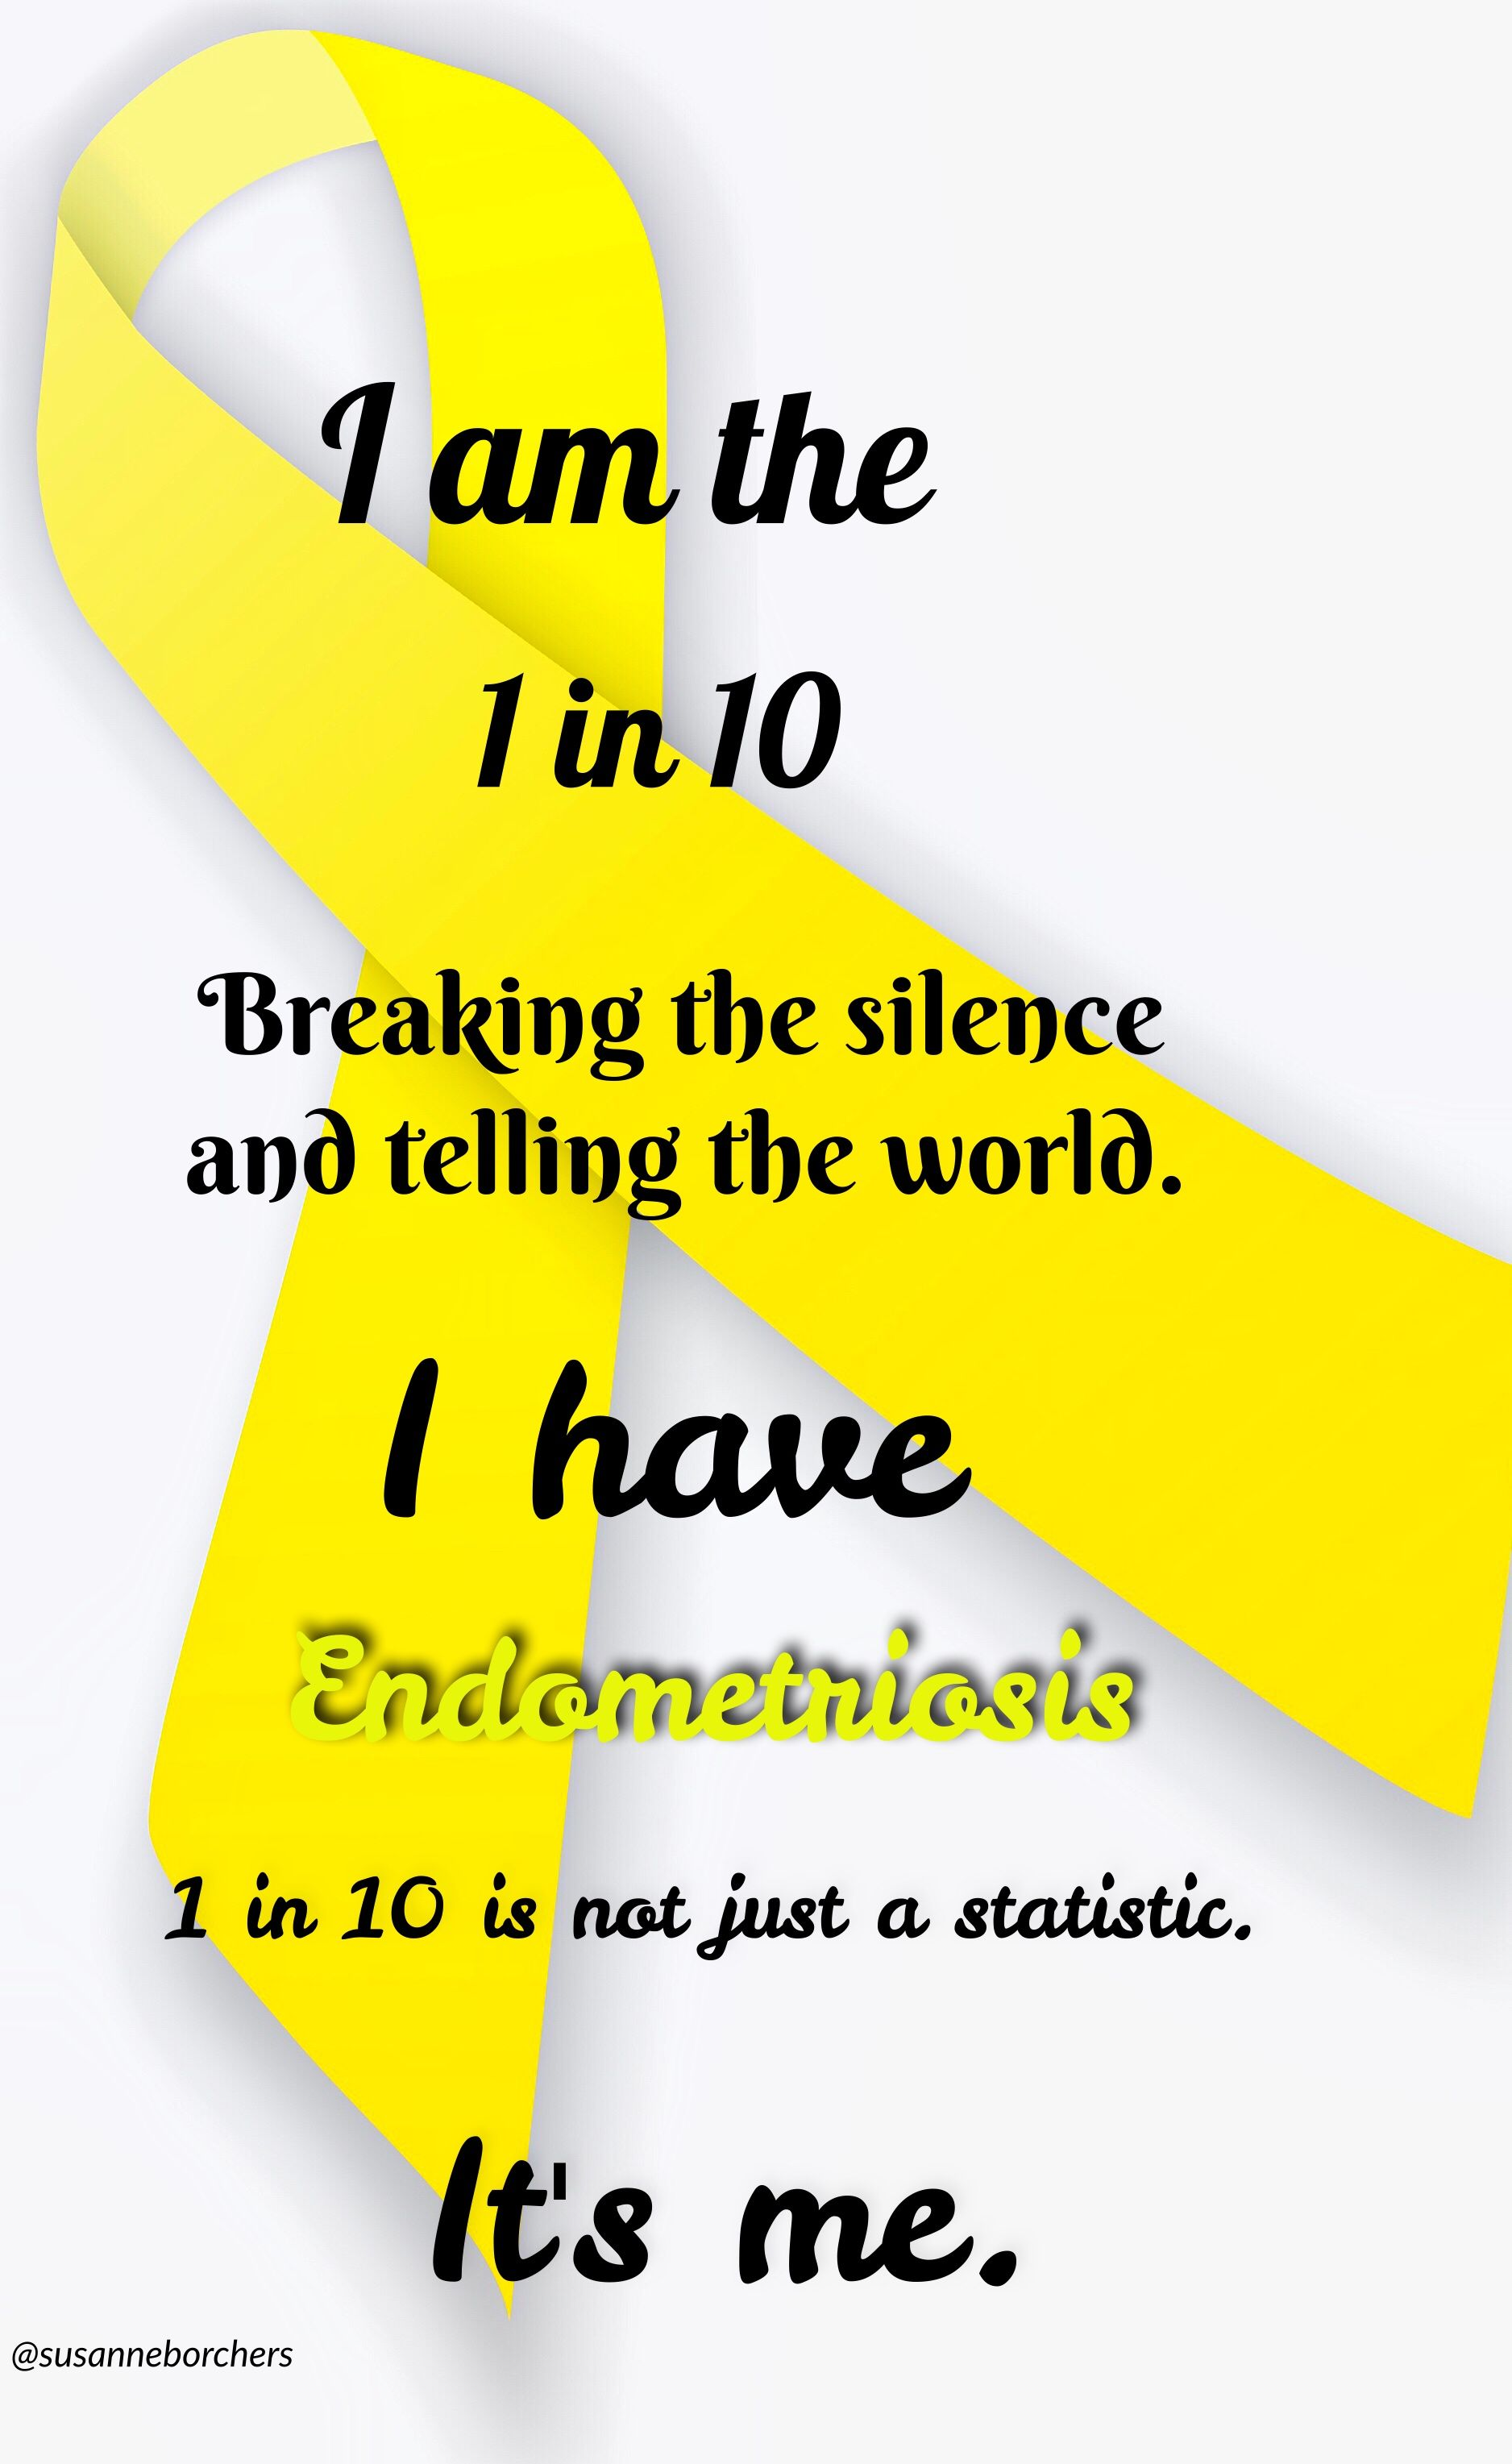 I am the
1 in 10
Breaking the silence
and telling the world.
I have
Endometriosis
1 in 10 is not just a statistic.
It's me.
@susanneborchers